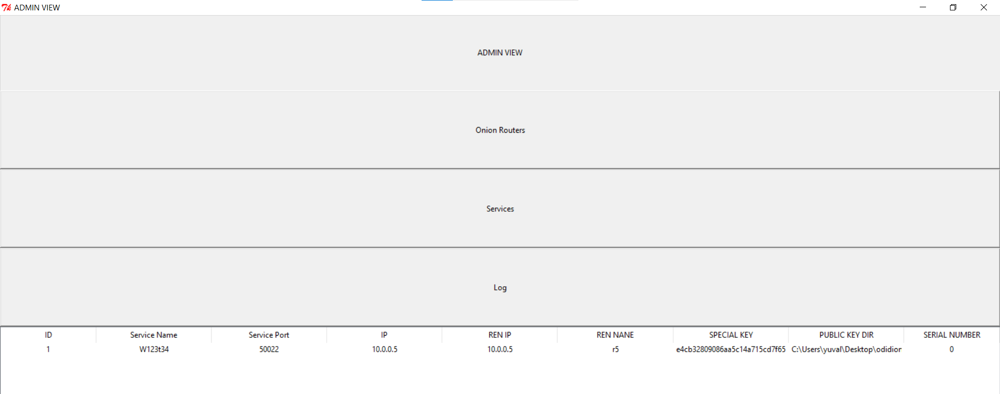 ADMIN VIEW
ADMIN VIEW
Onion Routers
Services
Log
ID Service Name Service Port IP REN IP REN NANE SPECIAL KEY PUBLIC KEY DIR SERIAL NUMBER
1 W123t34 50022 10.0.0.5 10.0.0.5 r5 e4cb32809086aa5c14a715cd7f65 C:\Users\yuval\Desktop\odidior 0